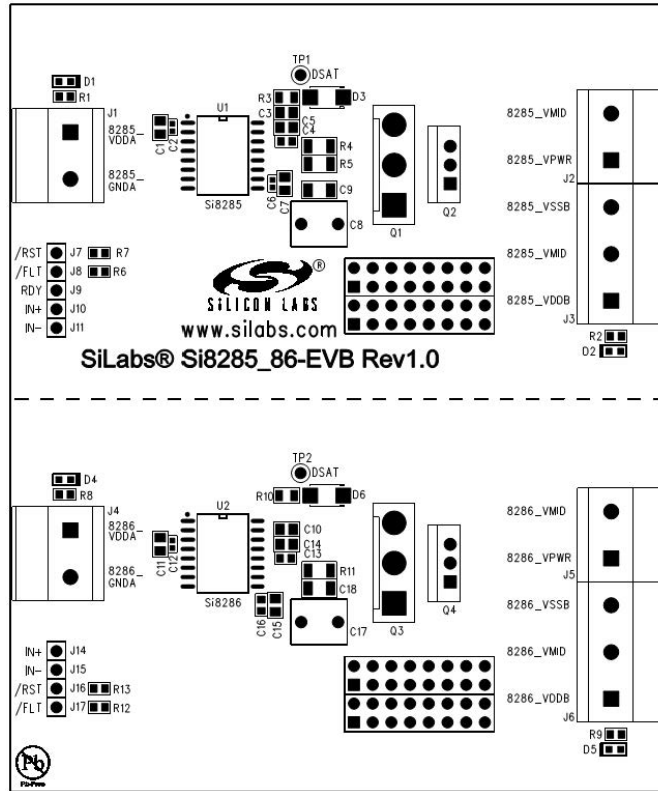 TP1
DSAT
D1
R1
J1
8285_
VDDA
8285_
GNDA
C1
C2
U1
Si8285
R3
D3
C3
C5
C4
R4
R5
C6
C7
C9
C8
Q1
Q2
8285_VMID
8285_VPWR
J2
8285_VSSB
8285_VMID
8285_VDDB
J3
R2
D2
/RST J7 R7
/FLT J8 R6
RDY J9
IN+ J10
IN- J11
SILICON LABS ®
www.silabs.com
SiLabs® Si8285_86-EVB Rev1.0
TP2
DSAT
D4
R8
J4
8286_
VDDA
8286_
GNDA
C11
C12
U2
Si8286
R10
D6
C10
C14
C13
R11
C18
C16
C15
C17
Q3
Q4
8286_VMID
8286_VPWR
J5
8286_VSSB
8286_VMID
8286_VDDB
J6
R9
D5
IN+ J14
IN- J15
/RST J16 R13
/FLT J17 R12
Pb
Pb-Free